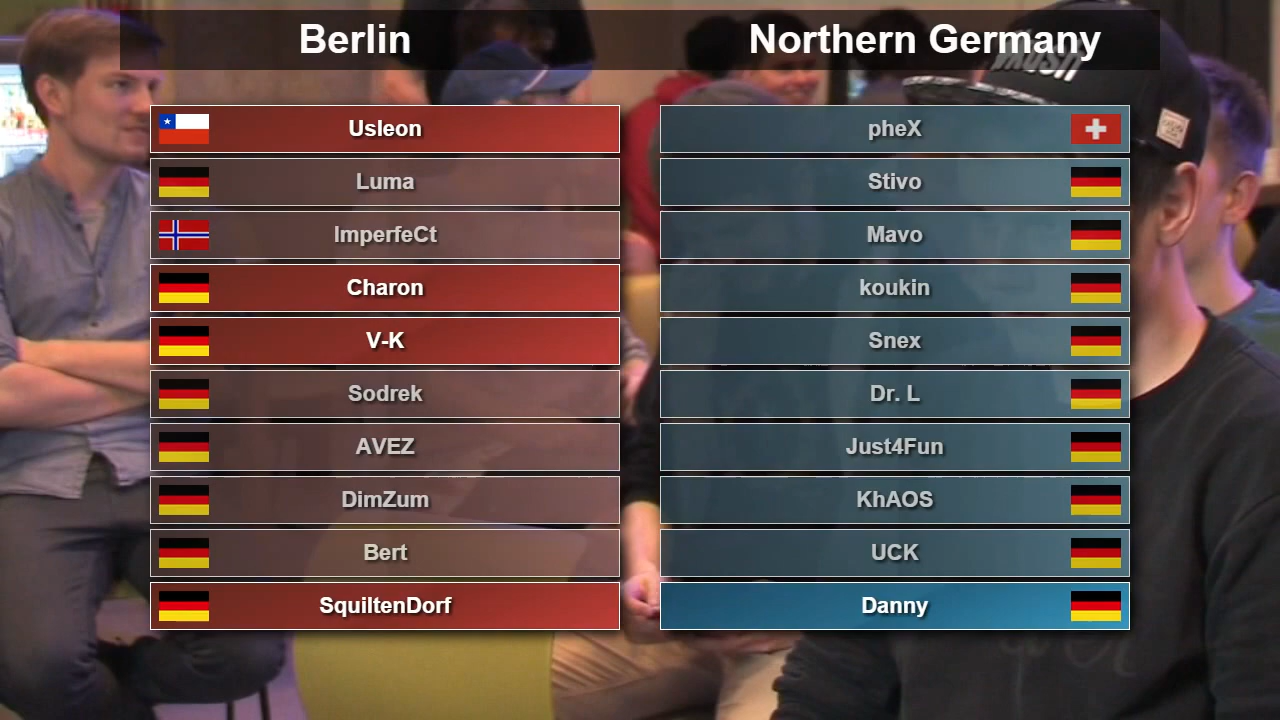 Berlin
Northern Germany
Usleon
pheX
Luma
Stivo
ImperfeCt
Mavo
Charon
koukin
V-K
Snex
Sodrek
Dr. L
AVEZ
Just4Fun
DimZum
KhAOS
Bert
UCK
SquiltenDorf
Danny